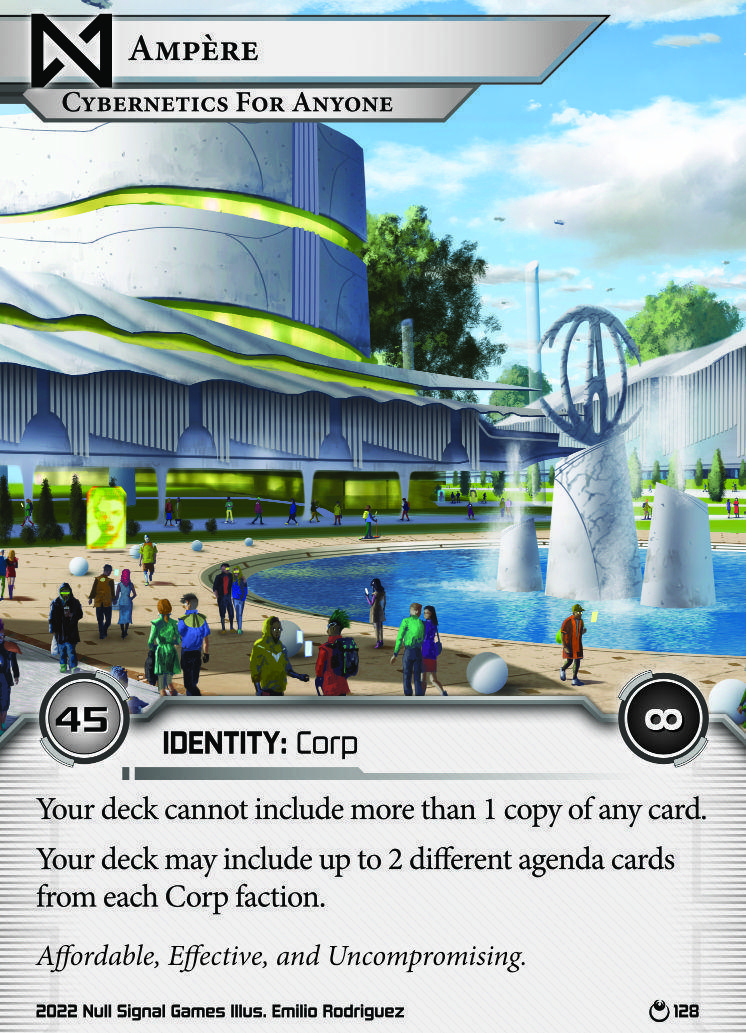 Ampère
Cybernetics For Anyone
45
∞
IDENTITY: Corp
Your deck cannot include more than 1 copy of any card.
Your deck may include up to 2 different agenda cards
from each Corp faction.
Affordable, Effective, and Uncompromising.
2022 Null Signal Games Illus. Emilio Rodriguez
128